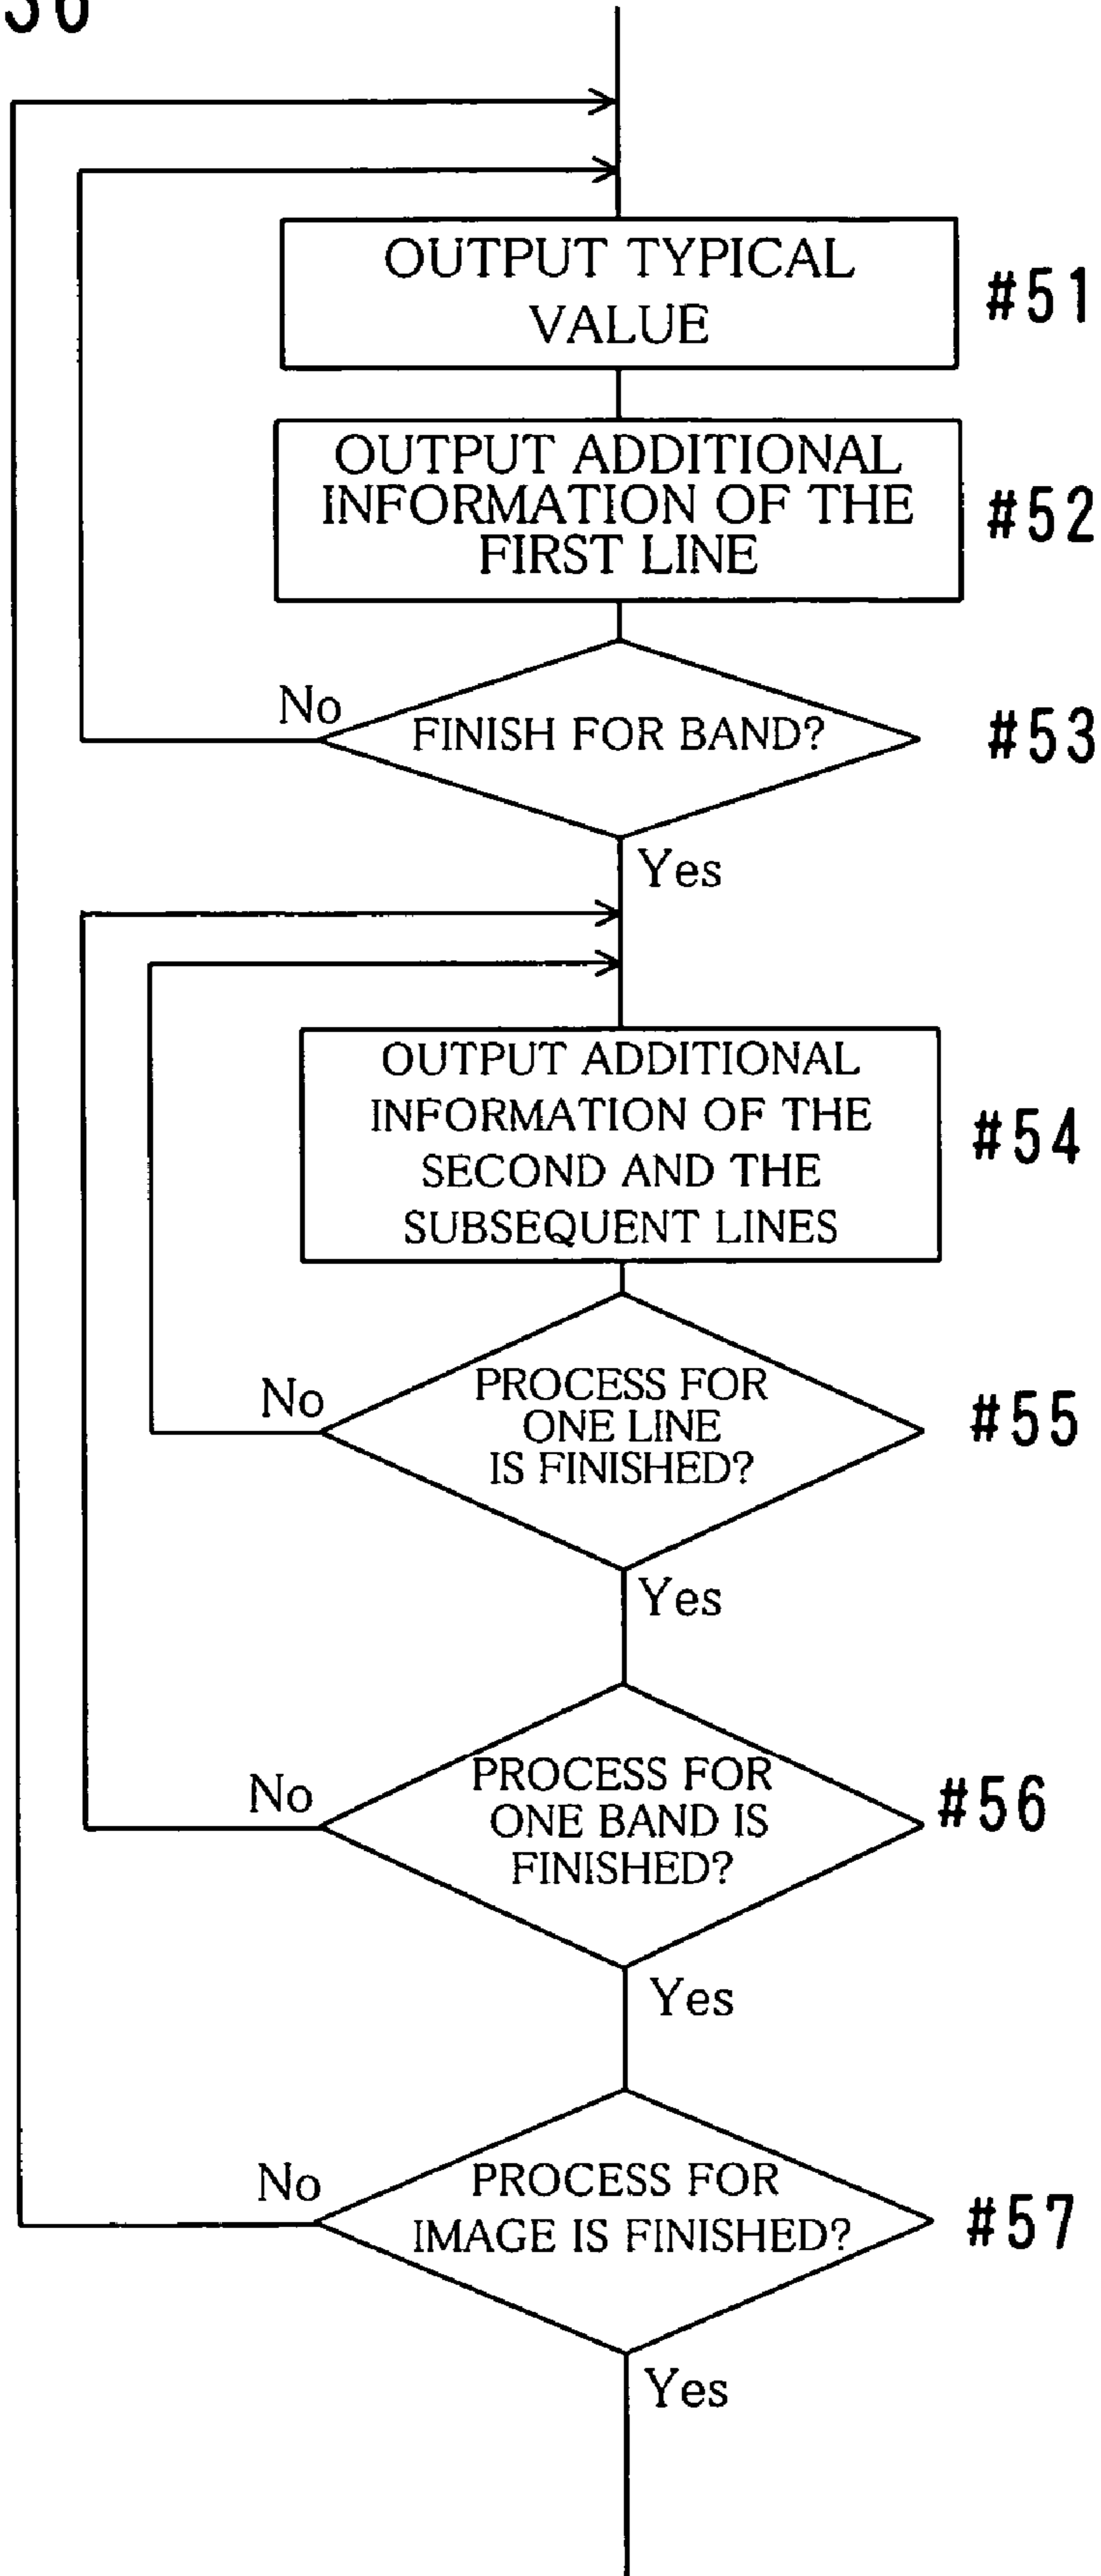 36
OUTPUT TYPICAL
VALUE
#51
OUTPUT ADDITIONAL
INFORMATION OF THE
FIRST LINE
#52
No
FINISH FOR BAND?
#53
Yes
OUTPUT ADDITIONAL
INFORMATION OF THE
SECOND AND THE
SUBSEQUENT LINES
#54
No
PROCESS FOR
ONE LINE
IS FINISHED?
#55
Yes
No
PROCESS FOR
ONE BAND IS
FINISHED?
#56
Yes
No
PROCESS FOR
IMAGE IS FINISHED?
#57
Yes